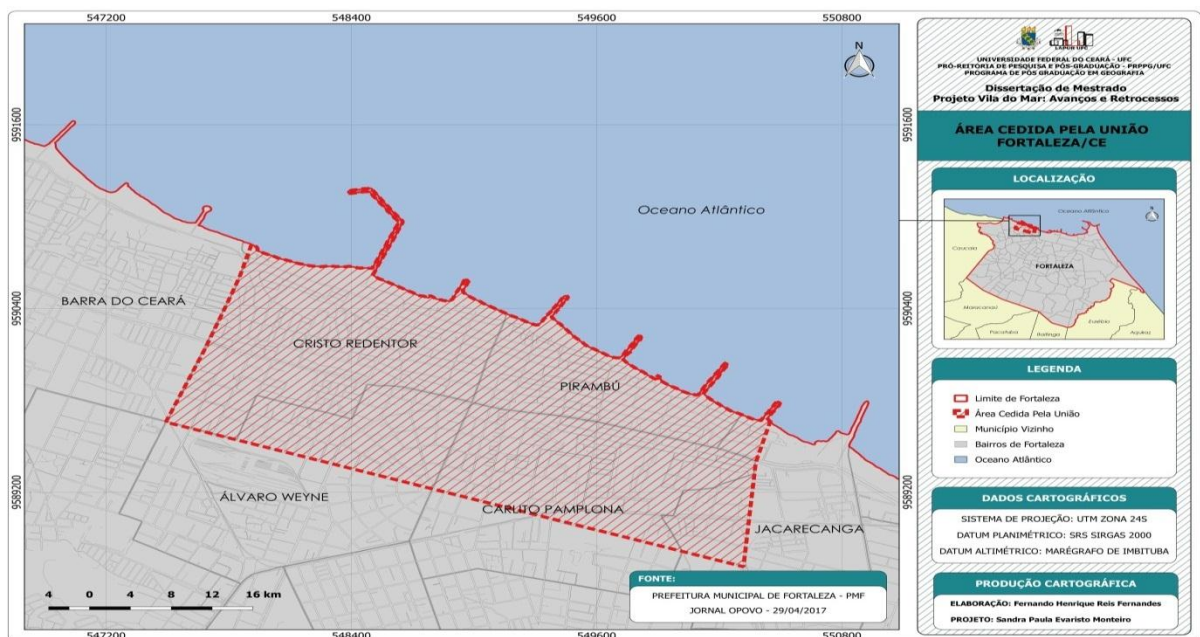 547200 548400 549600 550800
9591600
9590400
9589200
N
Oceano Atlântico
BARRA DO CEARÁ
CRISTO REDENTOR
PIRAMBÚ
ÁLVARO WEYNE
CARLITO PAMPLONA
JACARECANGA
4 0 4 8 12 16 km
FONTE:
PREFEITURA MUNICIPAL DE FORTALEZA - PMF
JORNAL OPOVO - 29/04/2017
547200 548400 549600 550800
LAPUR UFC
UNIVERSIDADE FEDERAL DO CEARÁ - UFC
PRÓ-REITORIA DE PESQUISA E PÓS-GRADUAÇÃO - PRPPG/UFC
PROGRAMA DE PÓS GRADUAÇÃO EM GEOGRAFIA
Dissertação de Mestrado
Projeto Vila do Mar: Avanços e Retrocessos
ÁREA CEDIDA PELA UNIÃO
FORTALEZA/CE
LOCALIZAÇÃO
Oceano Atlântico
Caucaia
FORTALEZA
Maracanaú
Pacatuba
Itaitinga
Eusébio
Aquiraz
LEGENDA
Limite de Fortaleza
Área Cedida Pela União
Município Vizinho
Bairros de Fortaleza
Oceano Atlântico
DADOS CARTOGRÁFICOS
SISTEMA DE PROJEÇÃO: UTM ZONA 24S
DATUM PLANIMÉTRICO: SRS SIRGAS 2000
DATUM ALTIMÉTRICO: MARÉGRAFO DE IMBITUBA
PRODUÇÃO CARTOGRÁFICA
ELABORAÇÃO: Fernando Henrique Reis Fernandes
PROJETO: Sandra Paula Evaristo Monteiro